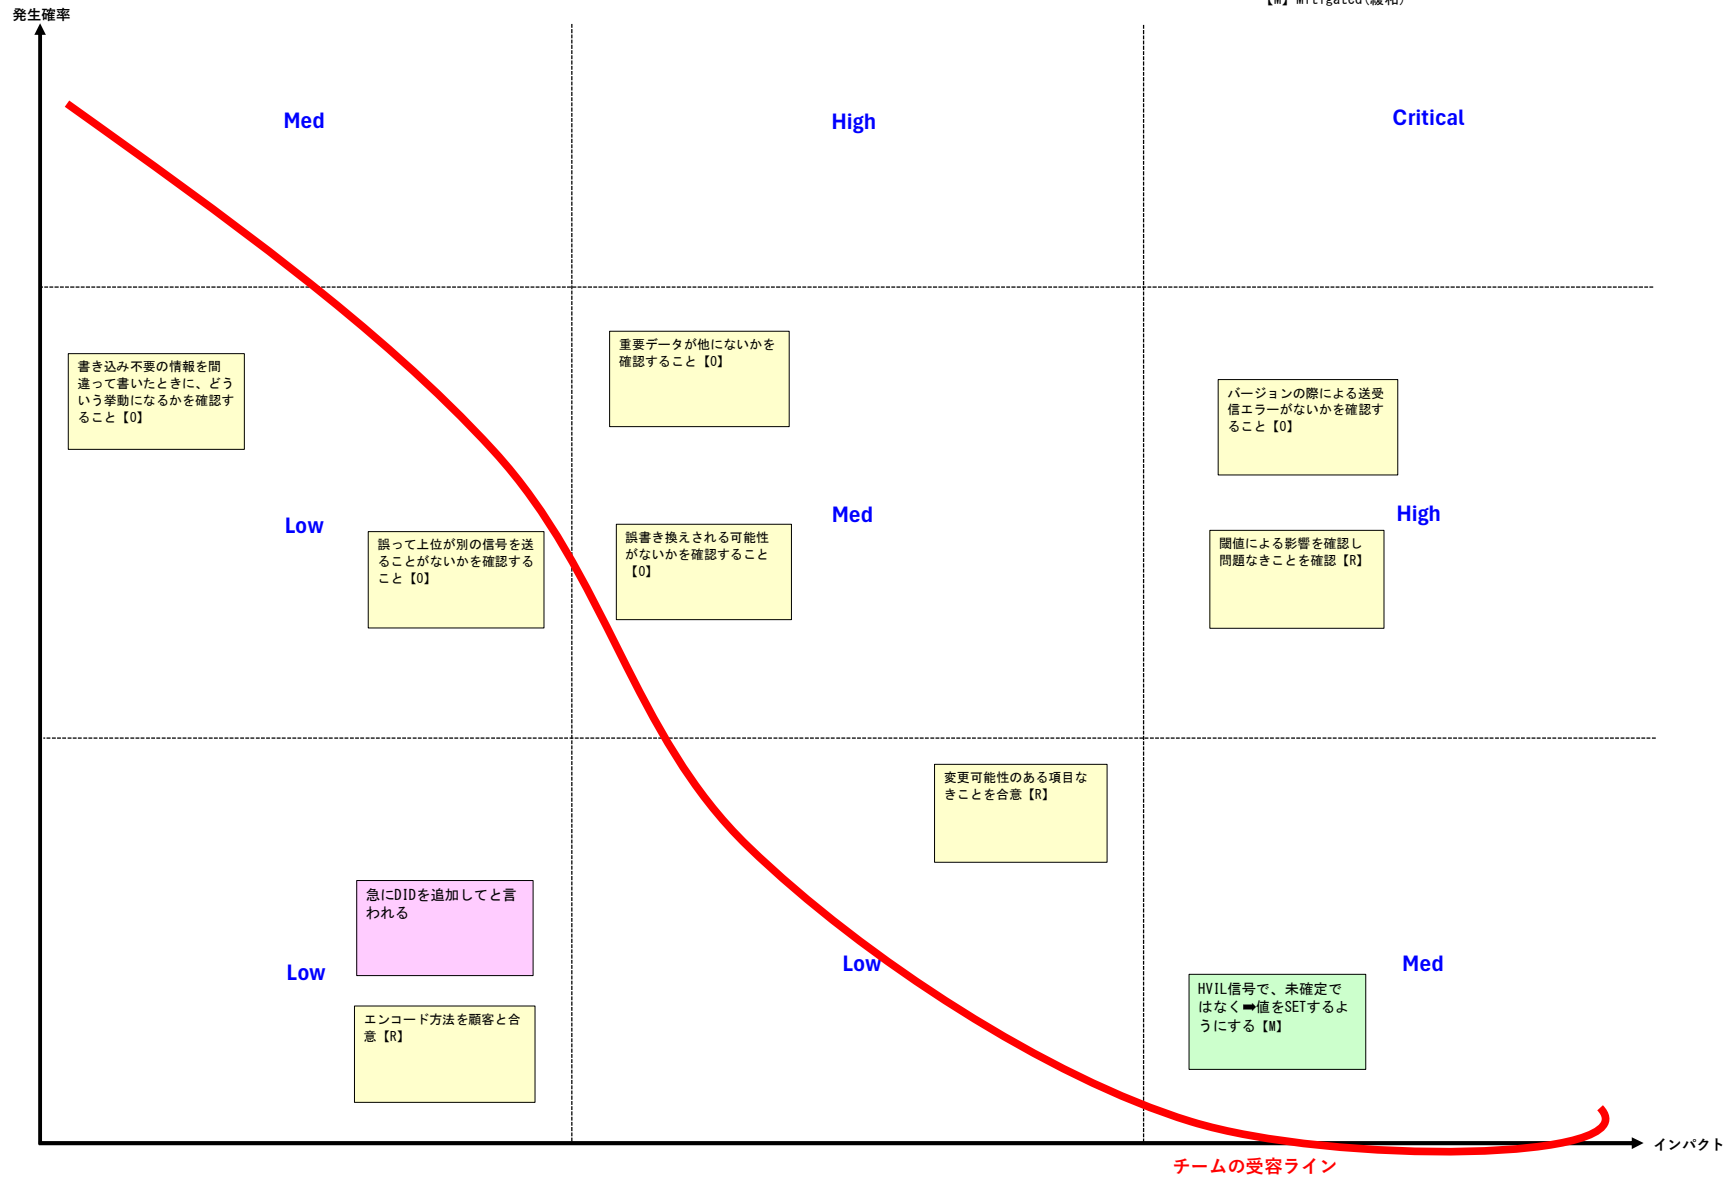 【M】Mitigated(緩和)
発生確率
Med
High
Critical
書き込み不要の情報を間
違って書いたときに、どう
いう挙動になるかを確認す
ること【O】
重要データが他にないかを
確認すること【O】
バージョンの際による送受
信エラーがないかを確認す
ること【O】
Low
Med
High
誤って上位が別の信号を送
ることがないかを確認する
こと【O】
誤書き換えされる可能性
がないかを確認すること
【O】
閾値による影響を確認し
問題なきことを確認【R】
変更可能性のある項目な
きことを合意【R】
急にDIDを追加してと言
われる
Low
Low
Med
エンコード方法を顧客と合
意【R】
HVIL信号で、未確定で
はなく➡値をSETするよ
うにする【M】
インパクト
チームの受容ライン